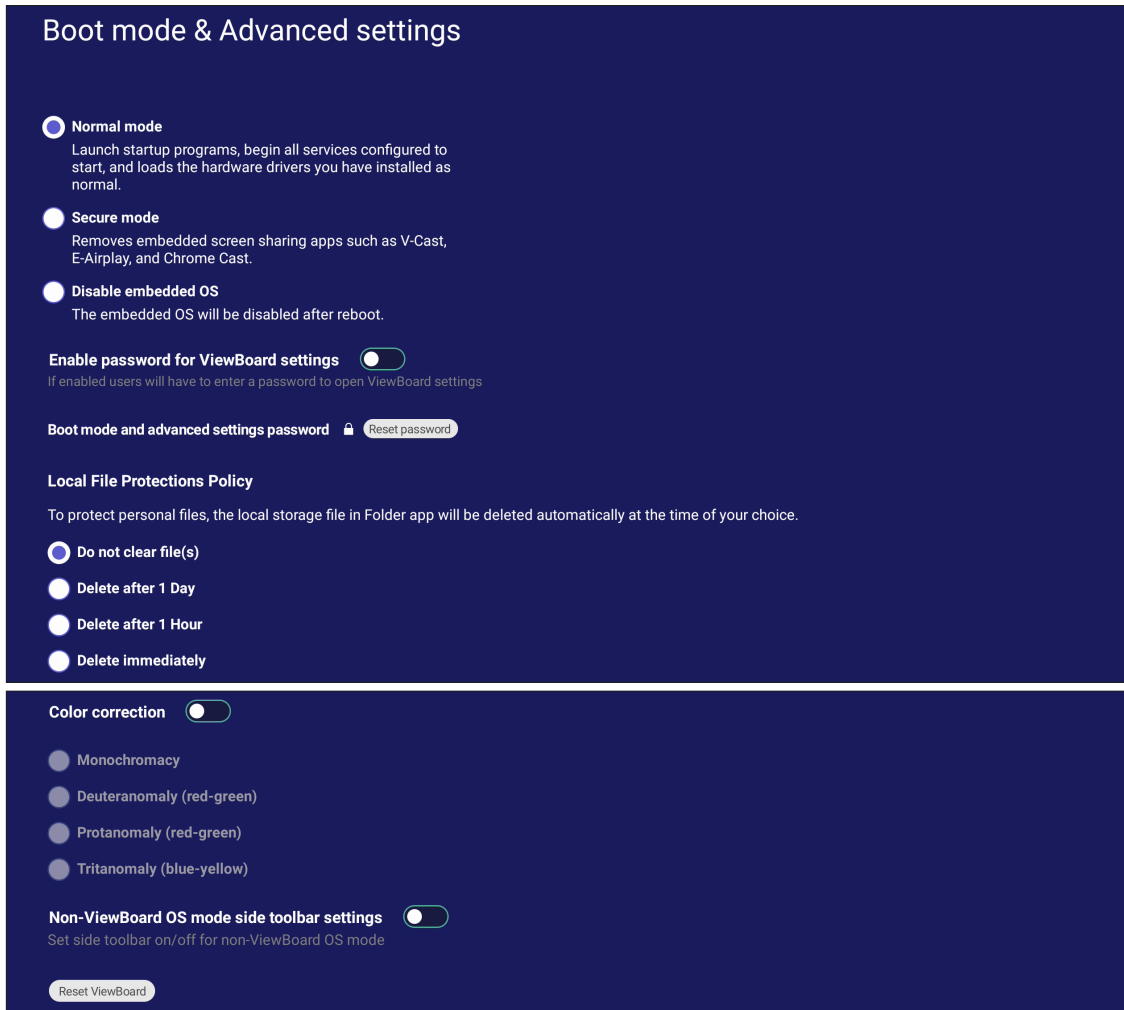 Boot mode & Advanced settings
Normal mode
Launch startup programs, begin all services configured to
start, and loads the hardware drivers you have installed as
normal.
Secure mode
Removes embedded screen sharing apps such as V-Cast,
E-Airplay, and Chrome Cast.
Disable embedded OS
The embedded OS will be disabled after reboot.
Enable password for ViewBoard settings
If enabled users will have to enter a password to open ViewBoard settings
Boot mode and advanced settings password Reset password
Local File Protections Policy
To protect personal files, the local storage file in Folder app will be deleted automatically at the time of your choice.
Do not clear file(s)
Delete after 1 Day
Delete after 1 Hour
Delete immediately
Color correction
Monochromacy
Deuteranomaly (red-green)
Protanomaly (red-green)
Tritanomaly (blue-yellow)
Non-ViewBoard OS mode side toolbar settings
Set side toolbar on/off for non-ViewBoard OS mode
Reset ViewBoard